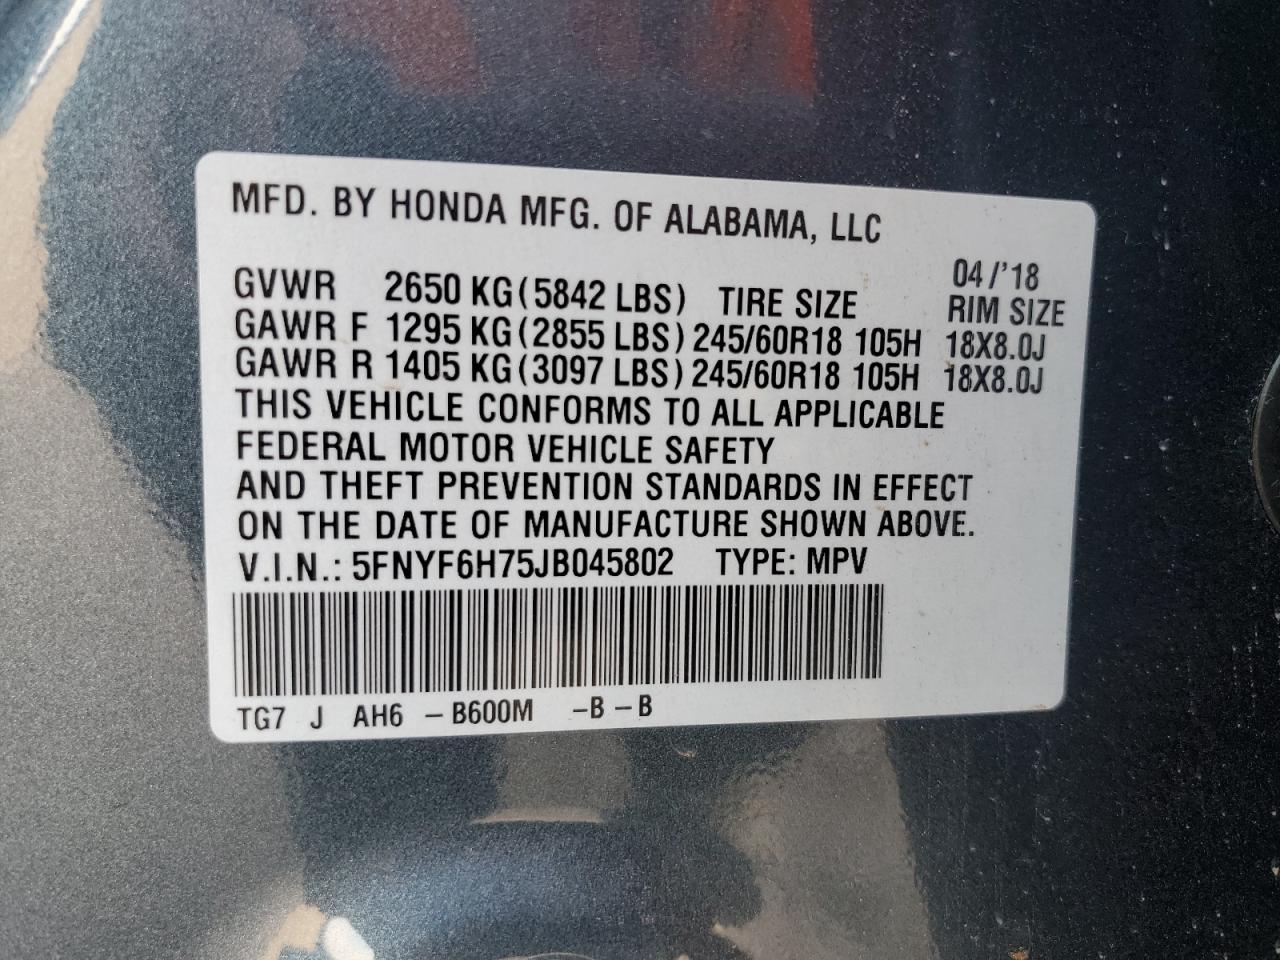 MFD. BY HONDA MFG. OF ALABAMA, LLC
04/'18
GVWR 2650 KG(5842 LBS) TIRE SIZE RIM SIZE
GAWR F 1295 KG(2855 LBS) 245/60R18 105H 18X8.0J
GAWR R 1405 KG(3097 LBS) 245/60R18 105H 18X8.0J
THIS VEHICLE CONFORMS TO ALL APPLICABLE
FEDERAL MOTOR VEHICLE SAFETY
AND THEFT PREVENTION STANDARDS IN EFFECT
ON THE DATE OF MANUFACTURE SHOWN ABOVE.
V.I.N.: 5FNYF6H75JB045802 TYPE: MPV
TG7 J AH6 -B600M -B-B